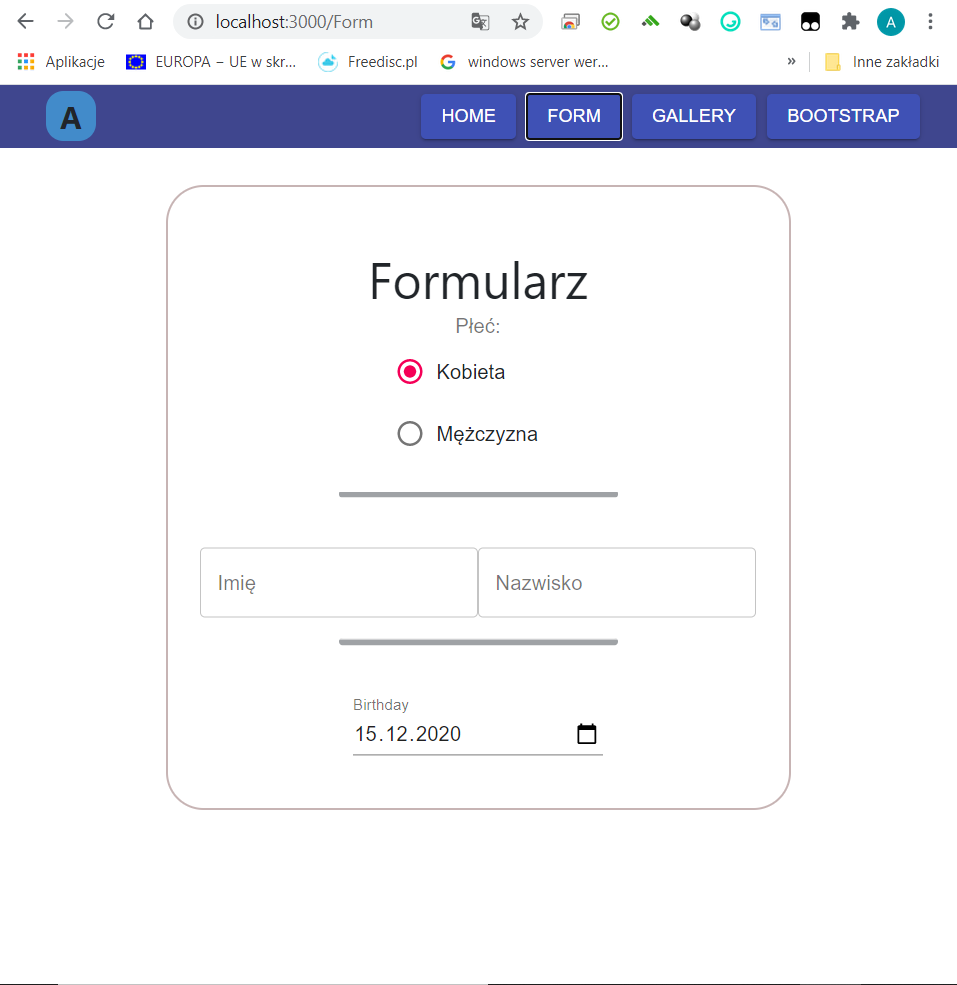 localhost:3000/Form
A
Aplikacje
EUROPA – UE w skr...
Freedisc.pl
windows server wer...
»
Inne zakładki
A
HOME
FORM
GALLERY
BOOTSTRAP
Formularz
Płeć:
Kobieta
Mężczyzna
Imię
Nazwisko
Birthday
15.12.2020